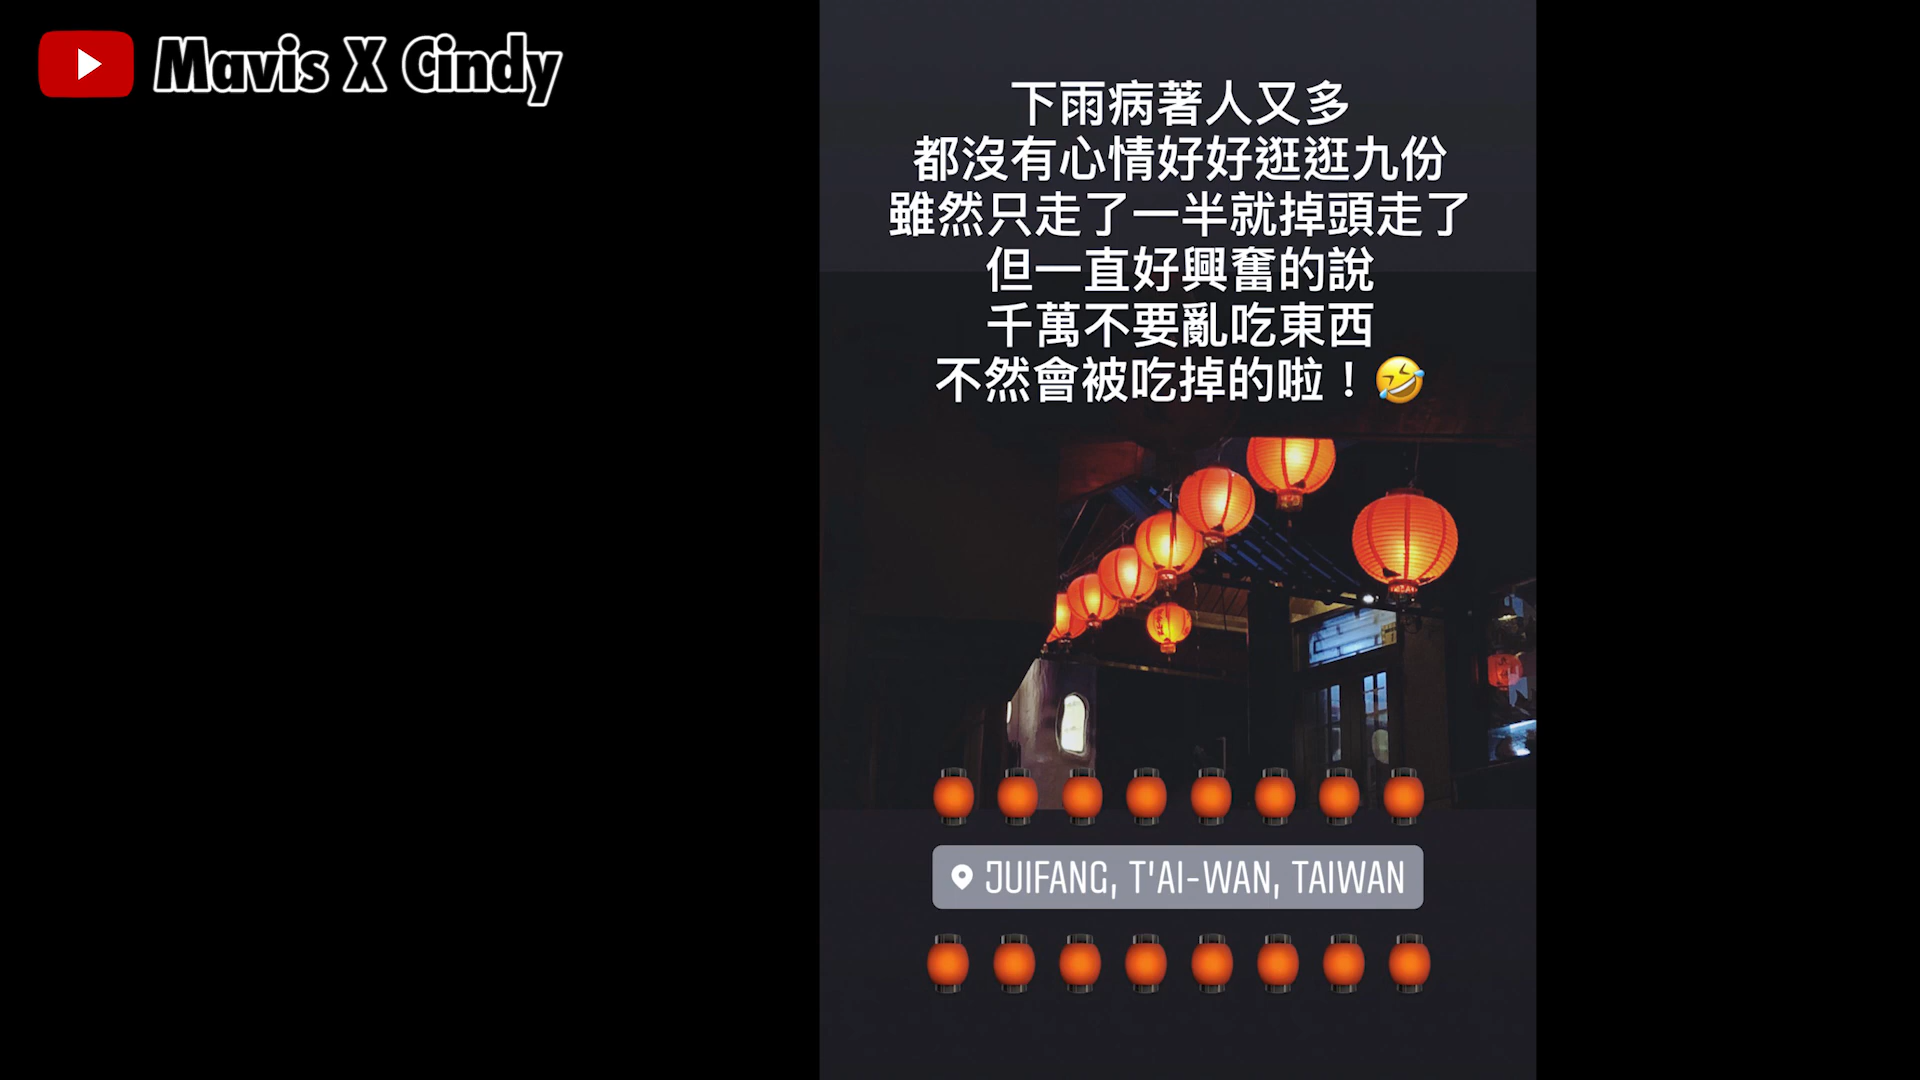 Mavis X Cindy
下雨病著人又多
都沒有心情好好逛逛九份
雖然只走了一半就掉頭走了
但一直好興奮的說
千萬不要亂吃東西
不然會被吃掉的啦！🤣
JUIFANG, T'AI-WAN, TAIWAN